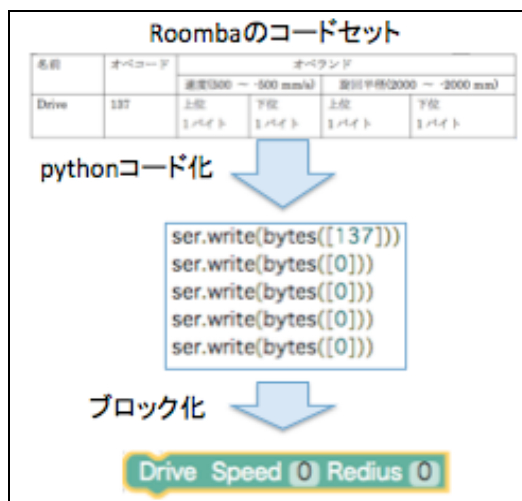 Roombaのコードセット
名前 オペコード オペランド
速度(500 ~ -500 mm/s) 旋回半径(2000 ~ -2000 mm)
Drive 137 上位 下位 上位 下位
1バイト 1バイト 1バイト 1バイト
pythonコード化
ser.write(bytes([137]))
ser.write(bytes([0]))
ser.write(bytes([0]))
ser.write(bytes([0]))
ser.write(bytes([0]))
ブロック化
Drive Speed 0 Redius 0